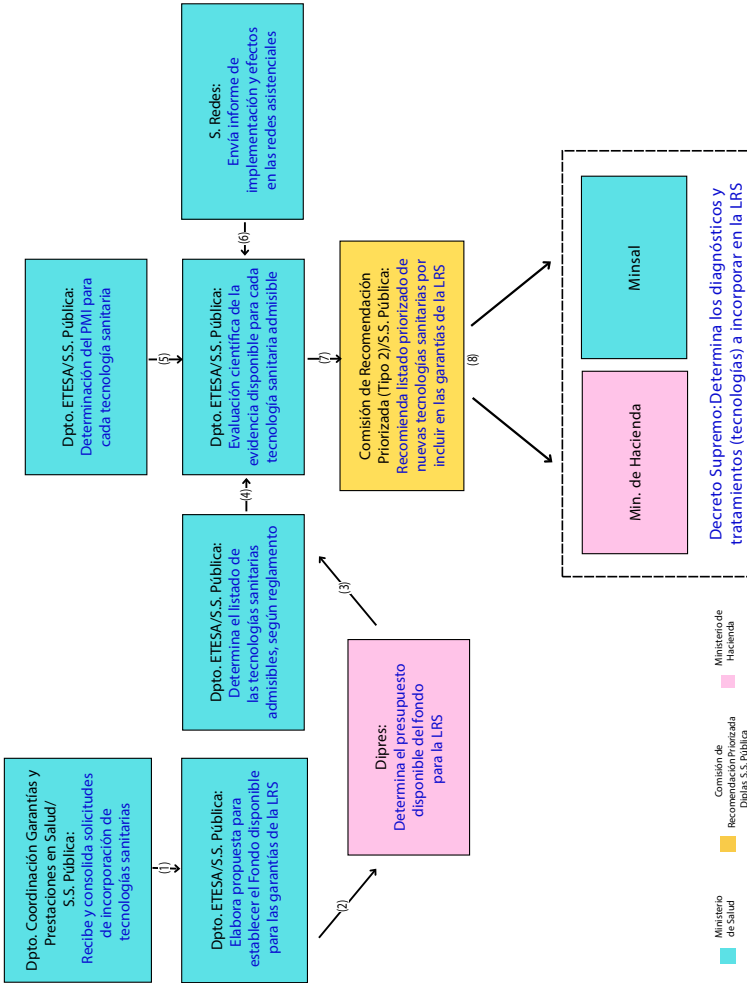 Dpto. Coordinación Garantías y
Prestaciones en Salud/
S.S. Pública:
Recibe y consolida solicitudes
de incorporación de
tecnologías sanitarias
(1)
Dpto. ETESA/S.S. Pública:
Elabora propuesta para
establecer el Fondo disponible
para las garantías de la LRS
(2)
Dipres:
Determina el presupuesto
disponible del fondo
para la LRS
(3)
Dpto. ETESA/S.S. Pública:
Determina el listado de
las tecnologías sanitarias
admisibles, según reglamento
(4)
Dpto. ETESA/S.S. Pública:
Determinación del PMI para
cada tecnología sanitaria
(5)
Dpto. ETESA/S.S. Pública:
Evaluación científica de la
evidencia disponible para cada
tecnología sanitaria admisible
(6)
S. Redes:
Envía informe de
implementación y efectos
en las redes asistenciales
(7)
Comisión de Recomendación
Priorizada (Tipo 2)/S.S. Pública:
Recomienda listado priorizado de
nuevas tecnologías sanitarias por
incluir en las garantías de la LRS
(8)
Min. de Hacienda
Minsal
Decreto Supremo: Determina los diagnósticos y
tratamientos (tecnologías) a incorporar en la LRS
Ministerio
de Salud
Comisión de
Recomendación Priorizada
Diplas S.S. Pública
Ministerio de
Hacienda